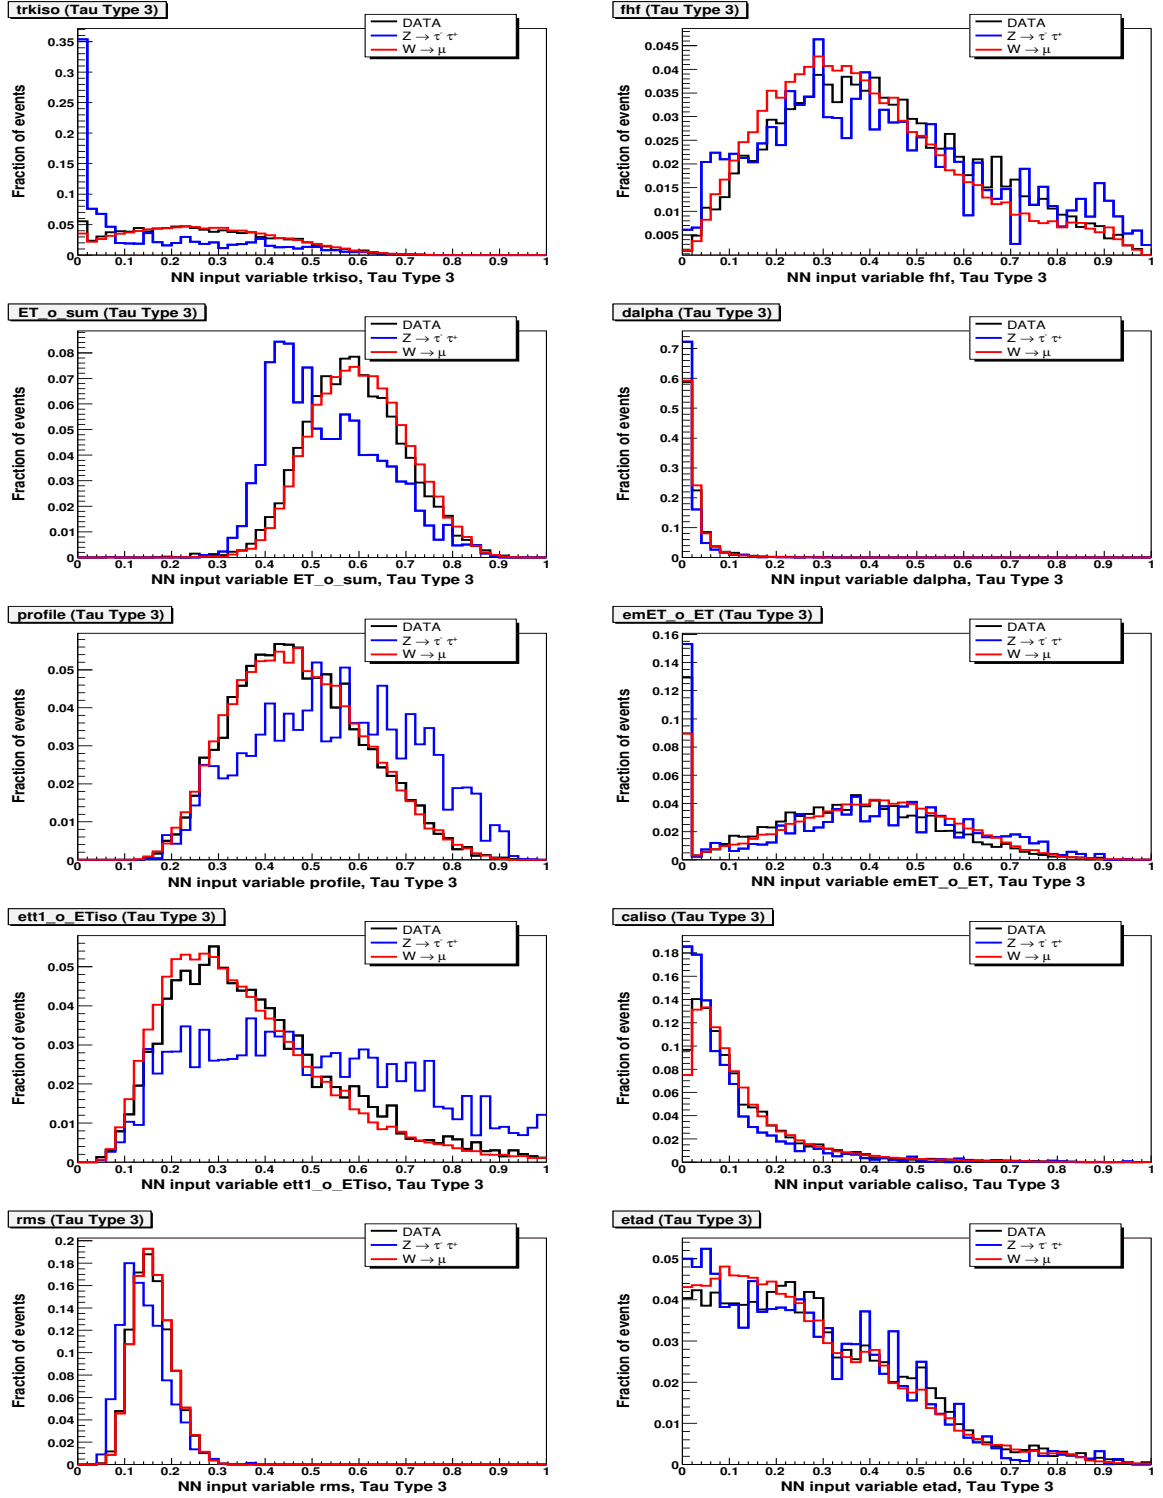 trkiso (Tau Type 3)
DATA
Z → τ⁻ τ⁺
W → μ
Fraction of events
0.35
0.3
0.25
0.2
0.15
0.1
0.05
0
0 0.1 0.2 0.3 0.4 0.5 0.6 0.7 0.8 0.9 1
NN input variable trkiso, Tau Type 3
fhf (Tau Type 3)
DATA
Z → τ⁻ τ⁺
W → μ
Fraction of events
0.045
0.04
0.035
0.03
0.025
0.02
0.015
0.01
0.005
0 0.1 0.2 0.3 0.4 0.5 0.6 0.7 0.8 0.9 1
NN input variable fhf, Tau Type 3
ET_o_sum (Tau Type 3)
DATA
Z → τ⁻ τ⁺
W → μ
Fraction of events
0.08
0.07
0.06
0.05
0.04
0.03
0.02
0.01
0
0 0.1 0.2 0.3 0.4 0.5 0.6 0.7 0.8 0.9 1
NN input variable ET_o_sum, Tau Type 3
dalpha (Tau Type 3)
DATA
Z → τ⁻ τ⁺
W → μ
Fraction of events
0.7
0.6
0.5
0.4
0.3
0.2
0.1
0
0 0.1 0.2 0.3 0.4 0.5 0.6 0.7 0.8 0.9 1
NN input variable dalpha, Tau Type 3
profile (Tau Type 3)
DATA
Z → τ⁻ τ⁺
W → μ
Fraction of events
0.05
0.04
0.03
0.02
0.01
0
0 0.1 0.2 0.3 0.4 0.5 0.6 0.7 0.8 0.9 1
NN input variable profile, Tau Type 3
emET_o_ET (Tau Type 3)
DATA
Z → τ⁻ τ⁺
W → μ
Fraction of events
0.16
0.14
0.12
0.1
0.08
0.06
0.04
0.02
0
0 0.1 0.2 0.3 0.4 0.5 0.6 0.7 0.8 0.9 1
NN input variable emET_o_ET, Tau Type 3
ett1_o_ETiso (Tau Type 3)
DATA
Z → τ⁻ τ⁺
W → μ
Fraction of events
0.05
0.04
0.03
0.02
0.01
0
0 0.1 0.2 0.3 0.4 0.5 0.6 0.7 0.8 0.9 1
NN input variable ett1_o_ETiso, Tau Type 3
caliso (Tau Type 3)
DATA
Z → τ⁻ τ⁺
W → μ
Fraction of events
0.18
0.16
0.14
0.12
0.1
0.08
0.06
0.04
0.02
0
0 0.1 0.2 0.3 0.4 0.5 0.6 0.7 0.8 0.9 1
NN input variable caliso, Tau Type 3
rms (Tau Type 3)
DATA
Z → τ⁻ τ⁺
W → μ
Fraction of events
0.2
0.18
0.16
0.14
0.12
0.1
0.08
0.06
0.04
0.02
0
0 0.1 0.2 0.3 0.4 0.5 0.6 0.7 0.8 0.9 1
NN input variable rms, Tau Type 3
etad (Tau Type 3)
DATA
Z → τ⁻ τ⁺
W → μ
Fraction of events
0.05
0.04
0.03
0.02
0.01
0
0 0.1 0.2 0.3 0.4 0.5 0.6 0.7 0.8 0.9 1
NN input variable etad, Tau Type 3